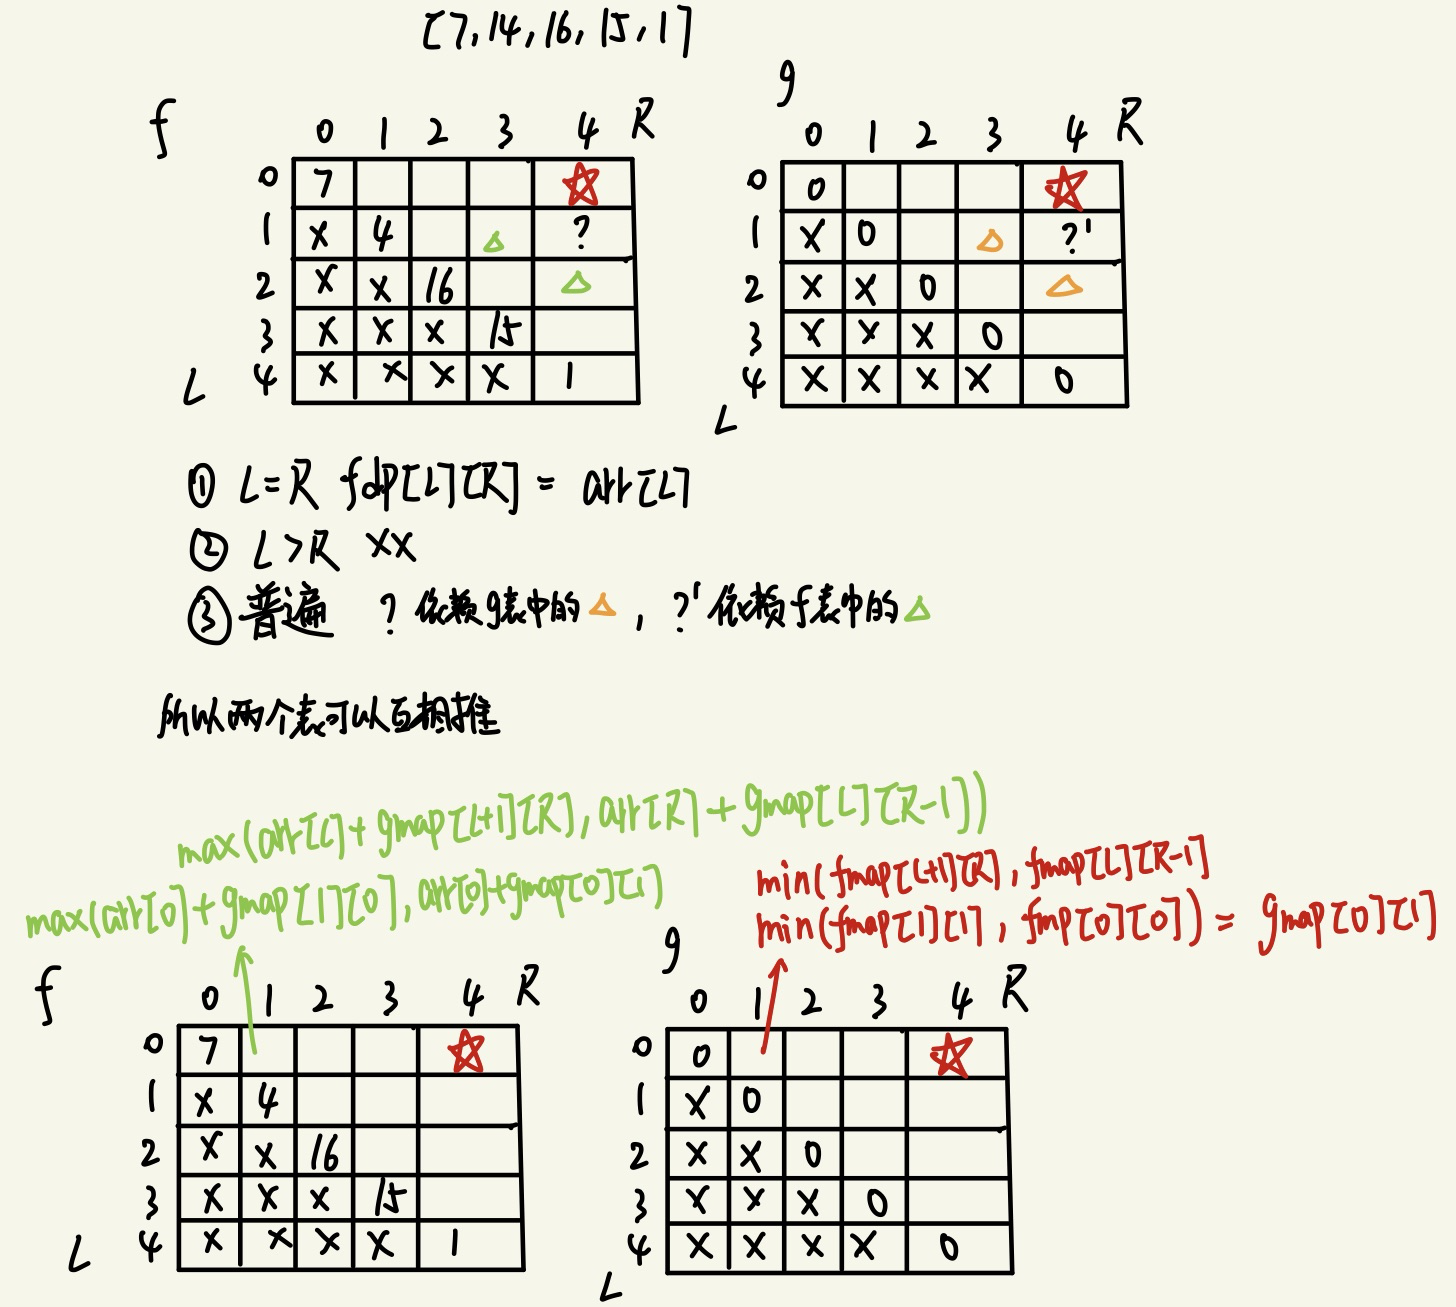 [7,14,16,15,1]
f
0 1 2 3 4 R
0 7
1 x 4 ?
2 x x 16
3 x x x 15
4 x x x x 1
L
g
0 1 2 3 4 R
0 0
1 x 0 ?'
2 x x 0
3 x x x 0
4 x x x x 0
L
① L=R fdp[L][R] = arr[L]
② L>R xx
③ 普遍 ? 依赖g表中的△, ?' 依赖f表中的△
所以两个表可以互相推
max(arr[L]+gmap[L+1][R], arr[R]+gmap[L][R-1])
max(arr[0]+gmap[1][0], arr[0]+gmap[0][1]
min(fmap[L+1][R], fmap[L][R-1]
min(fmap[1][1], fmp[0][0]) = gmap[0][1]
f
0 1 2 3 4 R
0 7
1 x 4
2 x x 16
3 x x x 15
4 x x x x 1
L
g
0 1 2 3 4 R
0 0
1 x 0
2 x x 0
3 x x x 0
4 x x x x 0
L